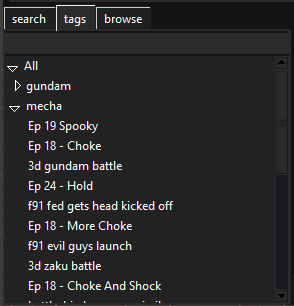 search tags browse
All
gundam
mecha
Ep 19 Spooky
Ep 18 - Choke
3d gundam battle
Ep 24 - Hold
f91 fed gets head kicked off
Ep 18 - More Choke
f91 evil guys launch
3d zaku battle
Ep 18 - Choke And Shock